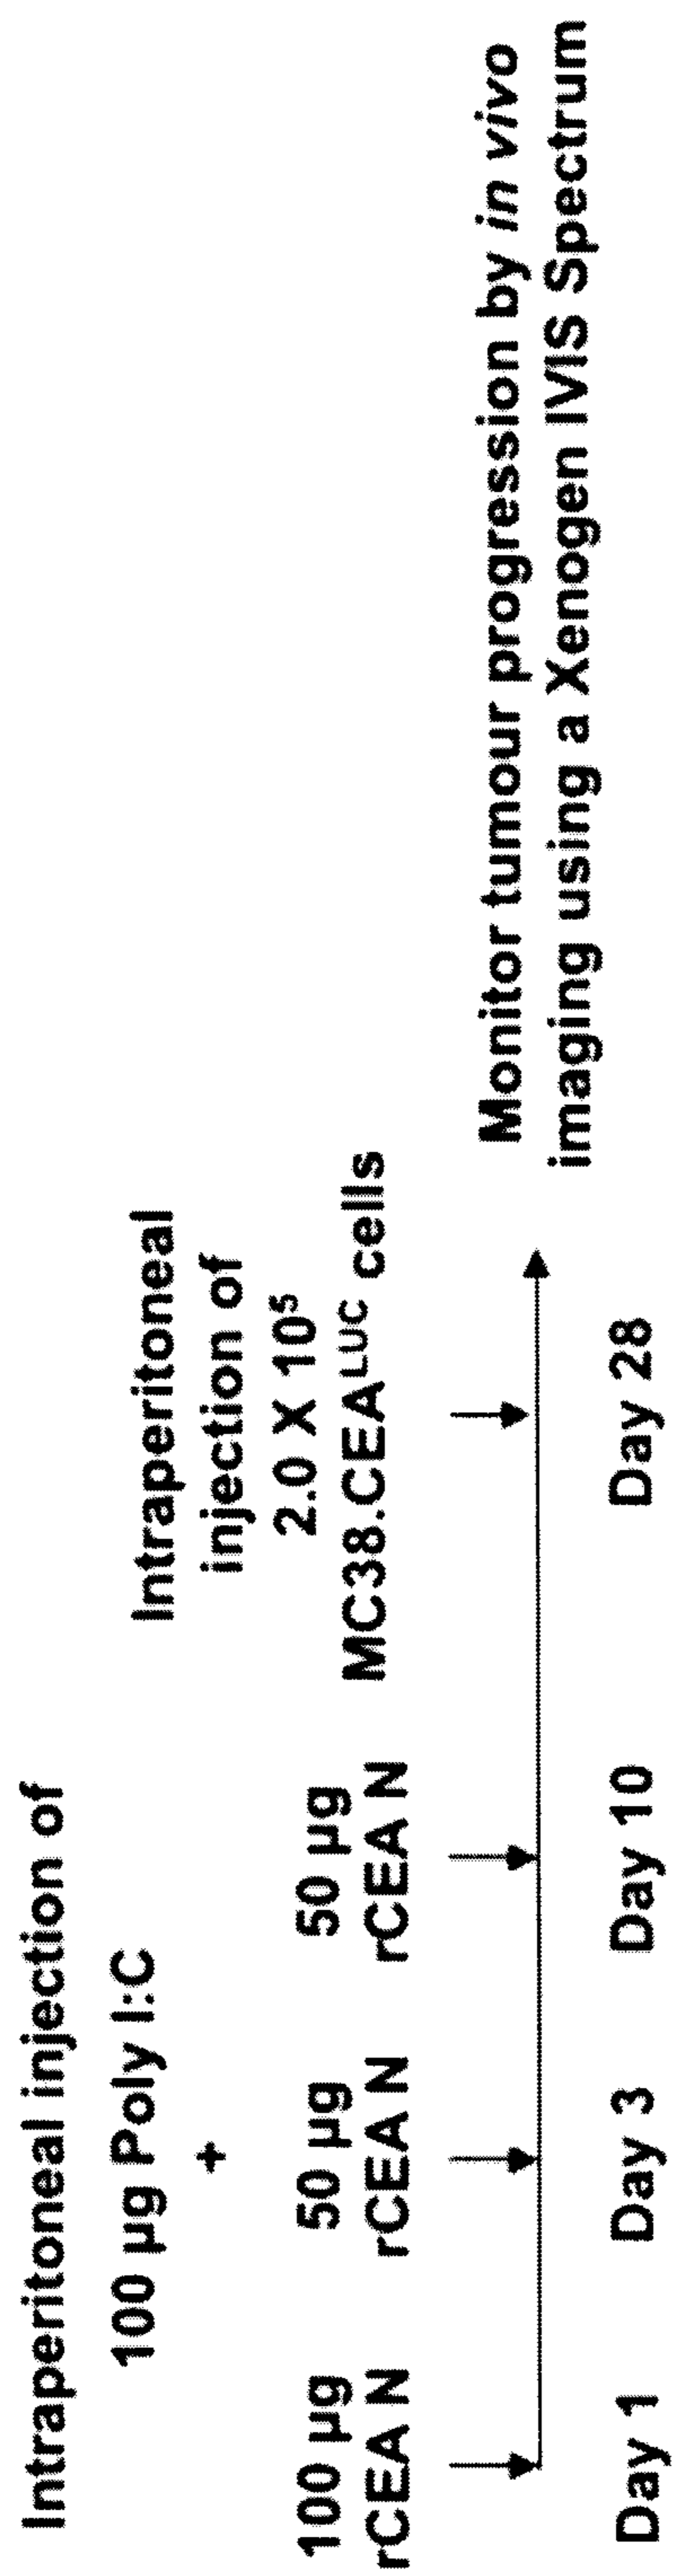 Intraperitoneal injection of
100 µg Poly I:C
+
100 µg
rCEA N
50 µg
rCEA N
50 µg
rCEA N
Intraperitoneal
injection of
2.0 X 10⁵
MC38.CEAᴸᵁᶜ cells
Day 1
Day 3
Day 10
Day 28
Monitor tumour progression by in vivo
imaging using a Xenogen IVIS Spectrum